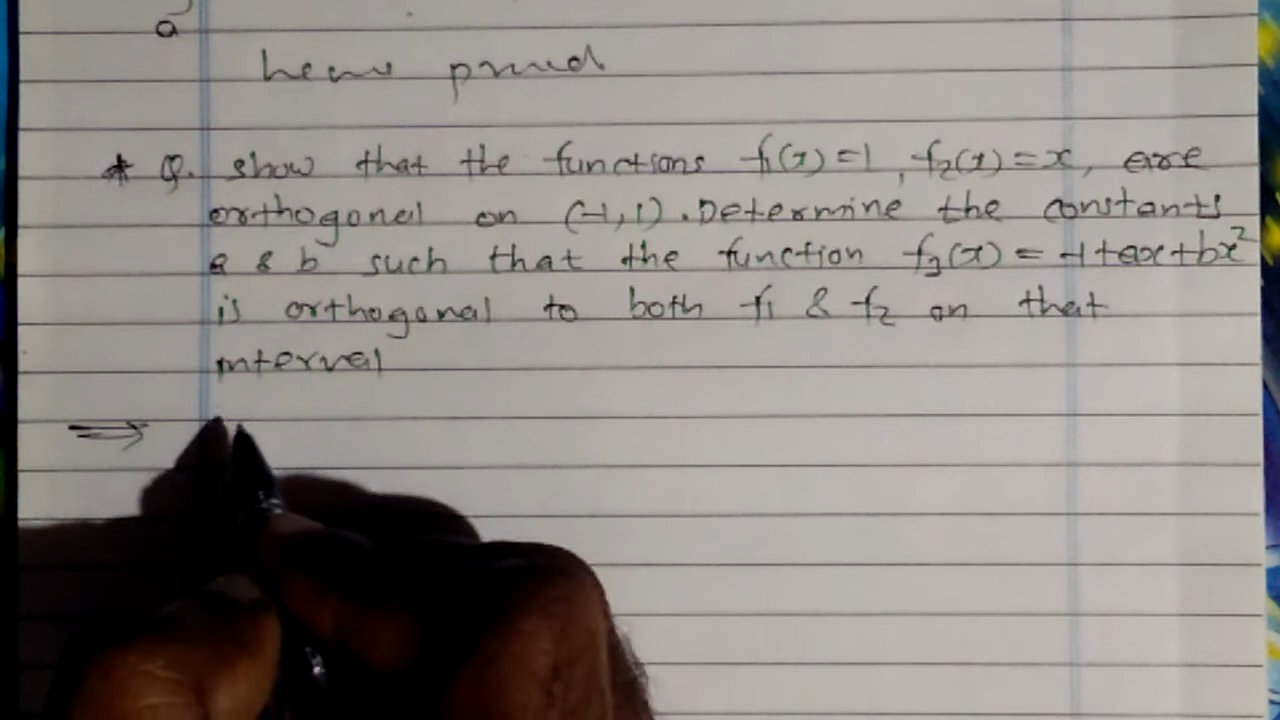 a
hence proved
* Q. show that the functions f₁(x)=1, f₂(x)=x, are
orthogonal on (-1,1). Determine the constants
a & b such that the function f₃(x) = -1+ax+bx²
is orthogonal to both f₁ & f₂ on that
interval
⇒